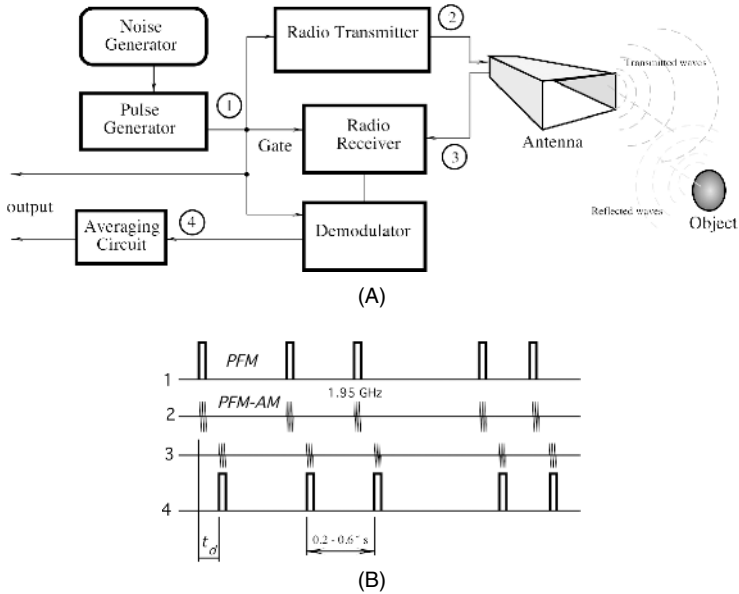 Noise
Generator
Pulse
Generator
1
Radio Transmitter
2
Transmitted waves
Gate
Radio
Receiver
3
Antenna
output
Averaging
Circuit
4
Demodulator
Reflected waves
Object
(A)
1
PFM
1.95 GHz
2
PFM-AM
3
4
t d
0.2 - 0.6 s
(B)